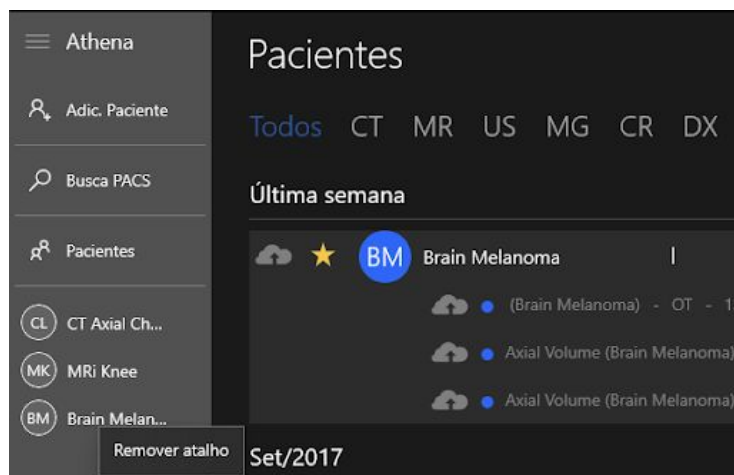 Athena
Adic. Paciente
Busca PACS
Pacientes
CL CT Axial Ch...
MK MRi Knee
BM Brain Melan...
Remover atalho
Pacientes
Todos CT MR US MG CR DX
Última semana
BM Brain Melanoma I
(Brain Melanoma) - OT - 1
Axial Volume (Brain Melanoma)
Axial Volume (Brain Melanoma)
Set/2017